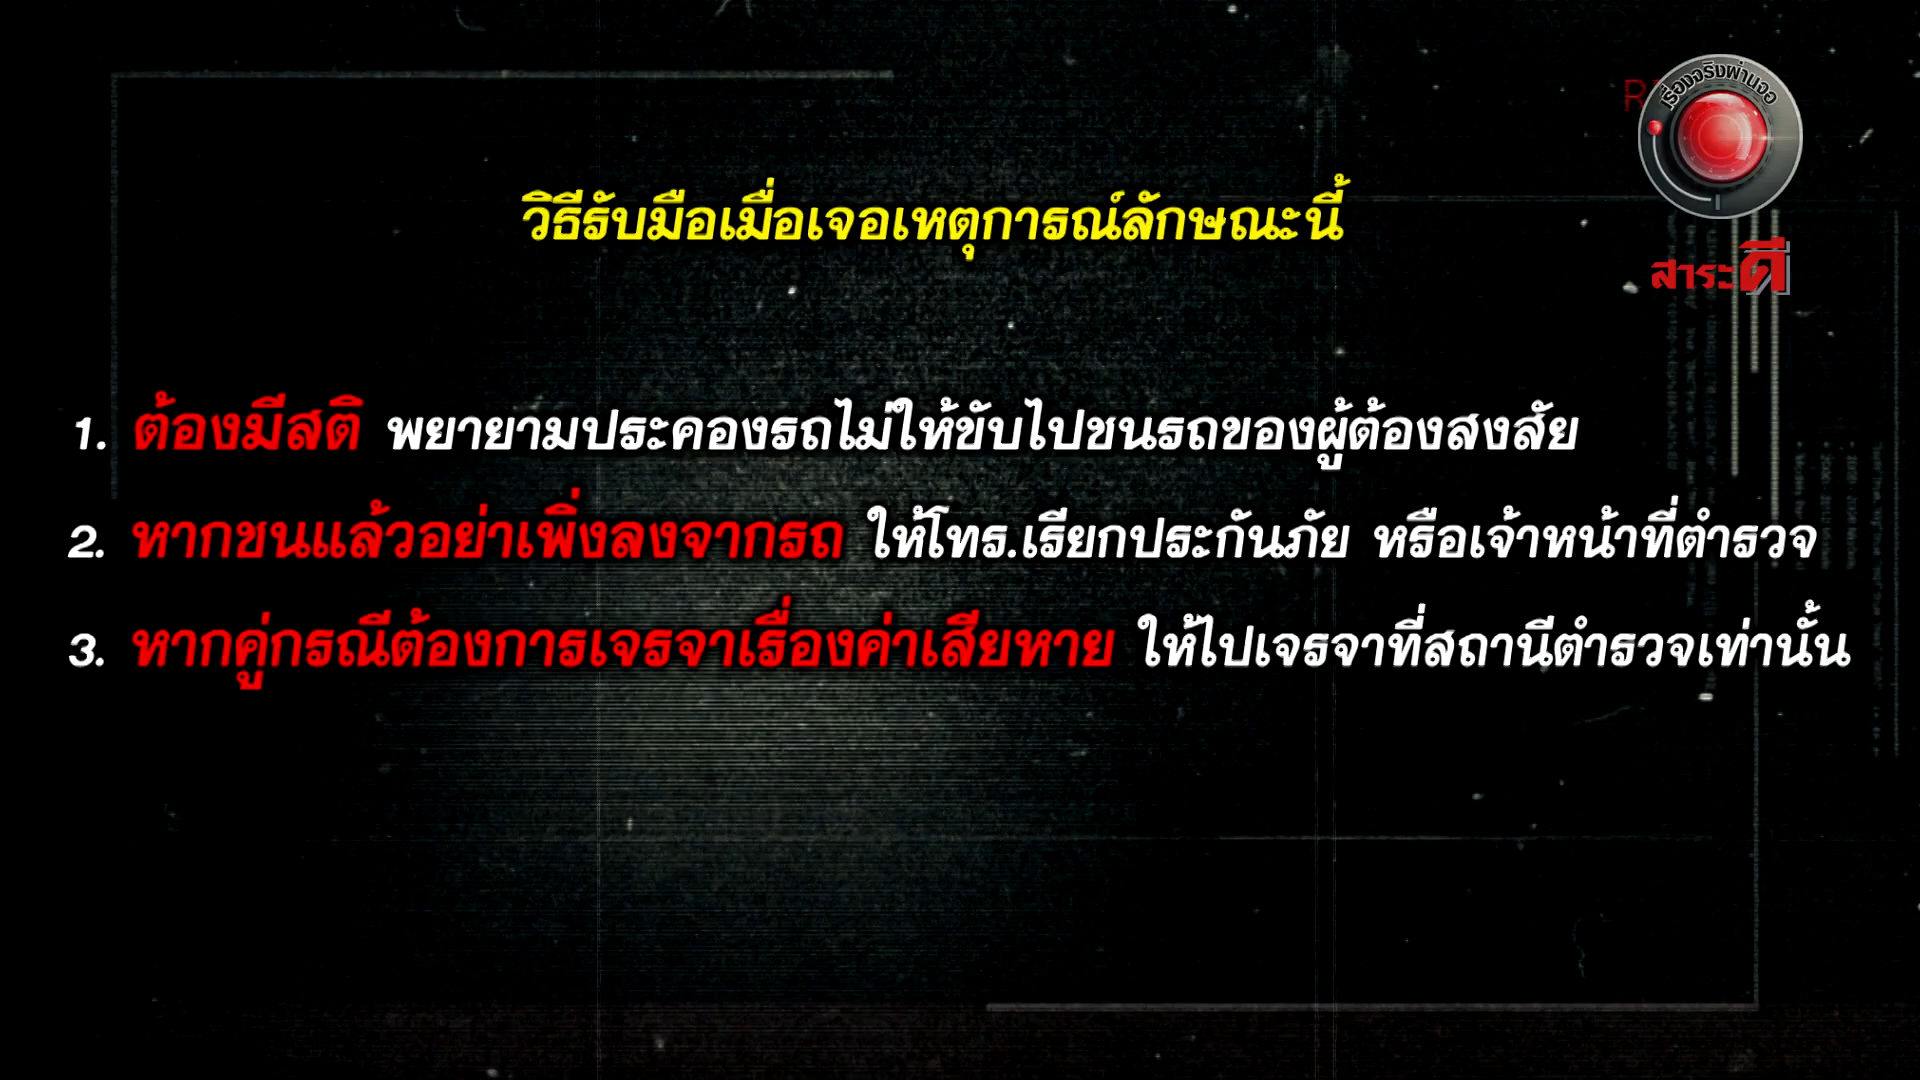 เรื่องจริงผ่านจอ
สาระดี
วิธีรับมือเมื่อเจอเหตุการณ์ลักษณะนี้
1. ต้องมีสติ พยายามประคองรถไม่ให้ขับไปชนรถของผู้ต้องสงสัย
2. หากชนแล้วอย่าเพิ่งลงจากรถ ให้โทร.เรียกประกันภัย หรือเจ้าหน้าที่ตำรวจ
3. หากคู่กรณีต้องการเจรจาเรื่องค่าเสียหาย ให้ไปเจรจาที่สถานีตำรวจเท่านั้น